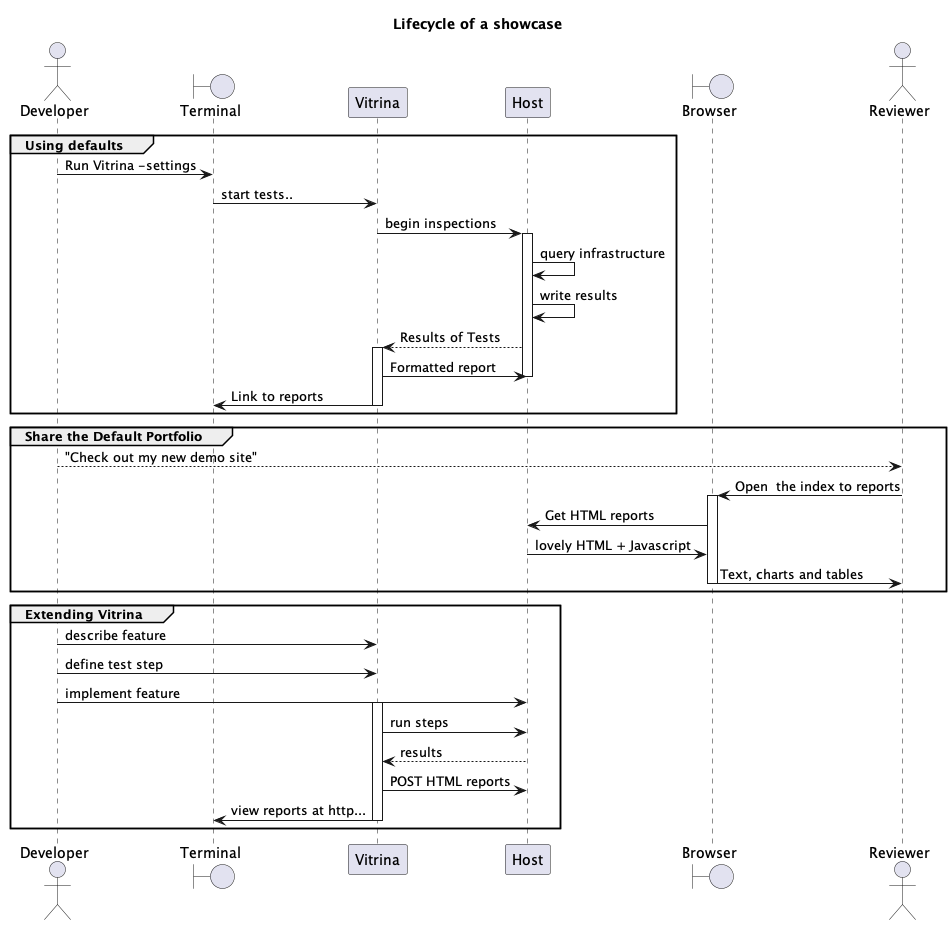 Lifecycle of a showcase
Developer
Terminal
Vitrina
Host
Browser
Reviewer
Using defaults
Run Vitrina -settings
start tests..
begin inspections
query infrastructure
write results
Results of Tests
Formatted report
Link to reports
Share the Default Portfolio
"Check out my new demo site"
Open  the index to reports
Get HTML reports
lovely HTML + Javascript
Text, charts and tables
Extending Vitrina
describe feature
define test step
implement feature
run steps
results
POST HTML reports
view reports at http...
Developer
Terminal
Vitrina
Host
Browser
Reviewer